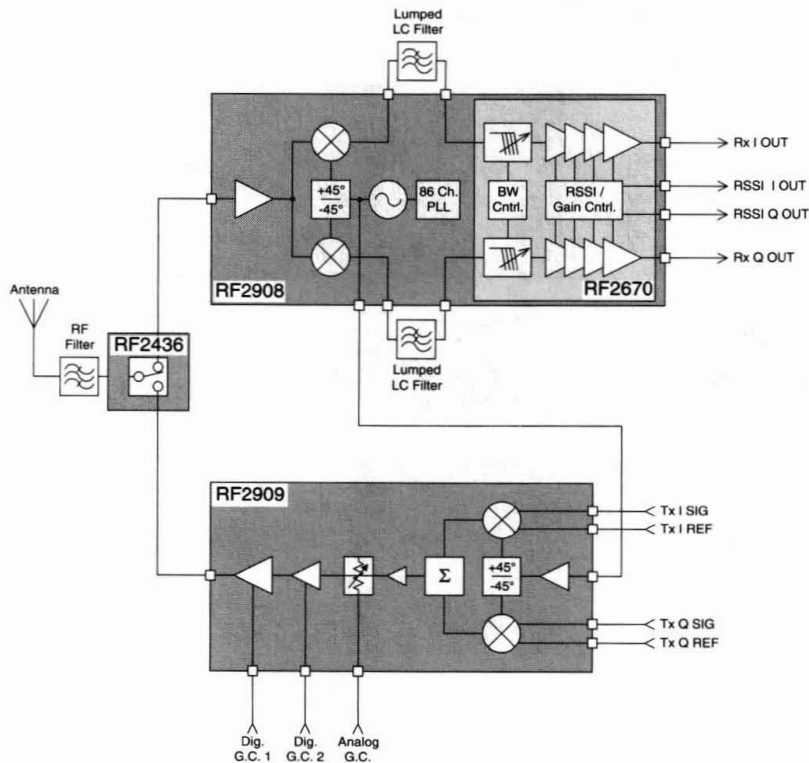 Lumped
LC Filter
+45°
-45°
86 Ch.
PLL
BW
Cntrl.
RSSI /
Gain Cntrl.
Rx I OUT
RSSI I OUT
RSSI Q OUT
Rx Q OUT
RF2908
RF2670
Antenna
RF
Filter
RF2436
Lumped
LC Filter
RF2909
Tx I SIG
Tx I REF
Σ
+45°
-45°
Tx Q SIG
Tx Q REF
Dig.
G.C. 1
Dig.
G.C. 2
Analog
G.C.